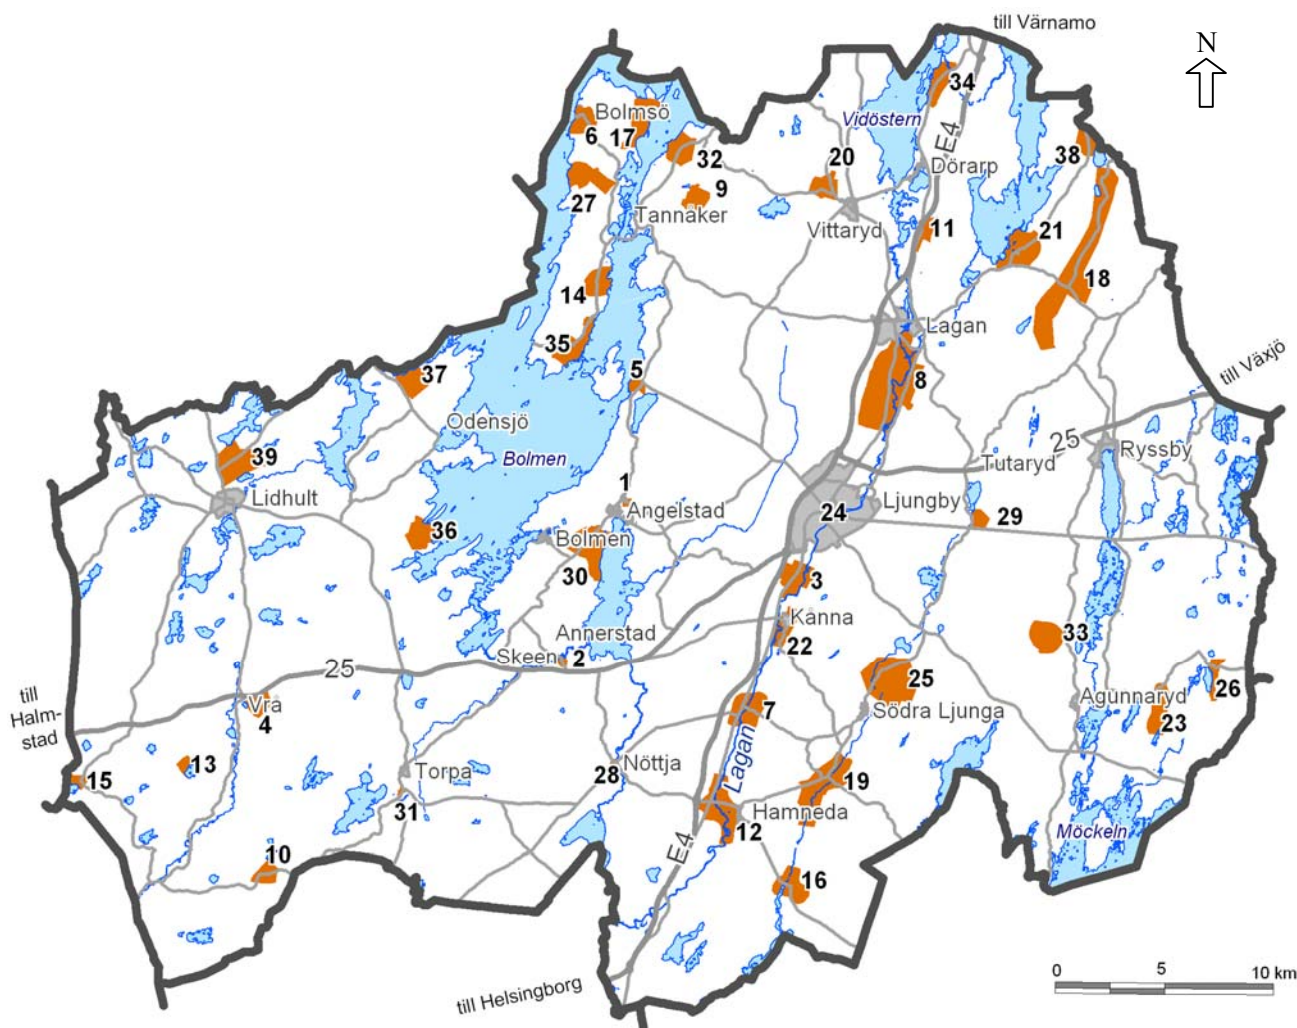 till Värnamo
N
34
Vidöstern
Bolmsö
6
17
E4
38
20
32
Dörarp
9
27
Tannåker
Vittaryd
11
21
18
14
Lagan
35
till Växjö
5
37
8
Odensjö
25
Ryssby
39
Bolmen
Tutaryd
1
Lidhult
Angelstad
Ljungby
24
29
36
Bolmen
30
3
Kånna
Annerstad
33
22
Skeen
2
25
25
26
till
Halm-
stad
Vrå
4
Agunnaryd
Södra Ljunga
7
23
Lagan
13
Nöttja
28
Torpa
15
19
31
Hamneda
12
Möckeln
E4
10
16
0 5 10 km
till Helsingborg